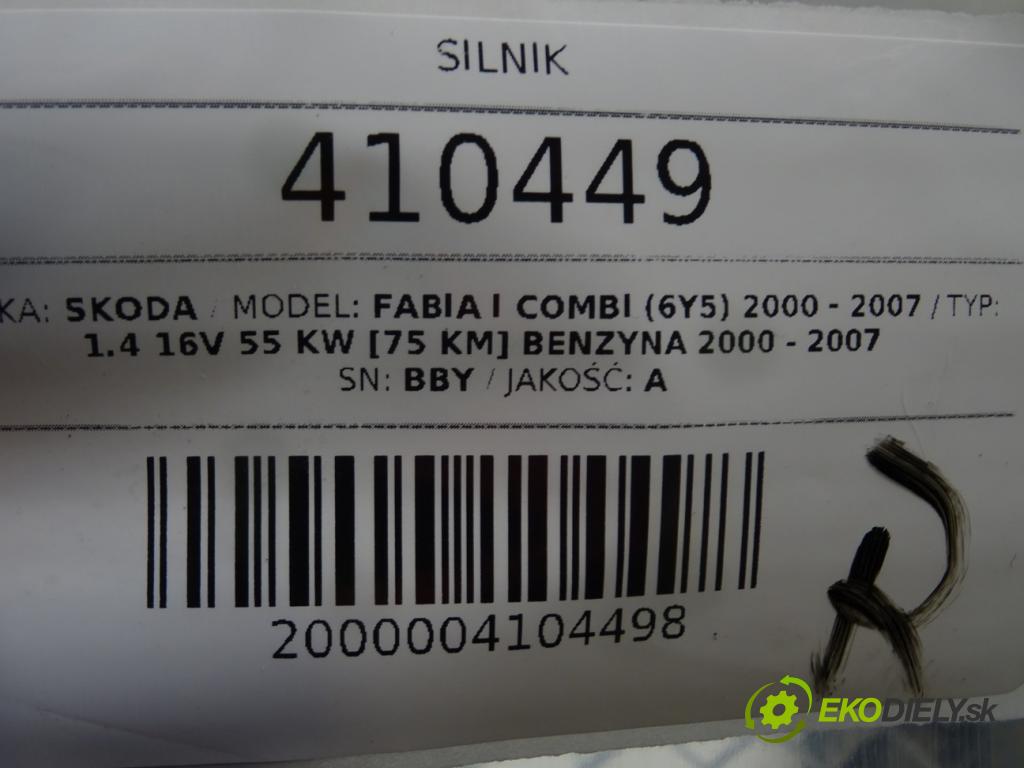 SILNIK
410449
KA: SKODA / MODEL: FABIA I COMBI (6Y5) 2000 - 2007 / TYP:
1.4 16V 55 KW [75 KM] BENZYNA 2000 - 2007
SN: BBY / JAKOŚĆ: A
2000004104498
R
EKODIELY.sk